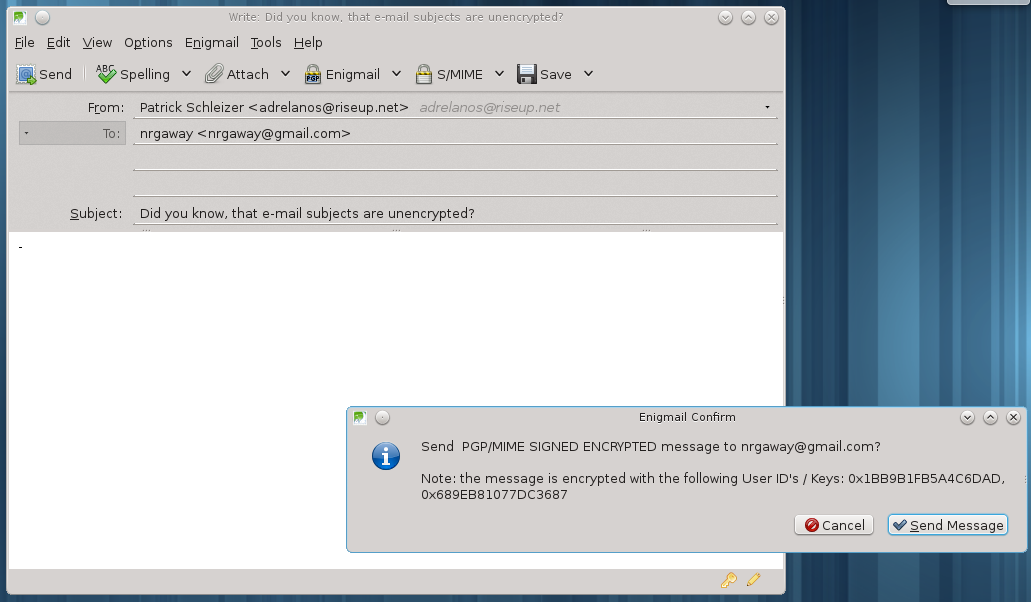 Write: Did you know, that e-mail subjects are unencrypted?
File Edit View Options Enigmail Tools Help
Send ABC Spelling Attach PGP Enigmail S/MIME Save
From: Patrick Schleizer <adrelanos@riseup.net> adrelanos@riseup.net
To: nrgaway <nrgaway@gmail.com>
Subject: Did you know, that e-mail subjects are unencrypted?
-
Enigmail Confirm
Send PGP/MIME SIGNED ENCRYPTED message to nrgaway@gmail.com?
Note: the message is encrypted with the following User ID's / Keys: 0x1BB9B1FB5A4C6DAD,
0x689EB81077DC3687
Cancel Send Message